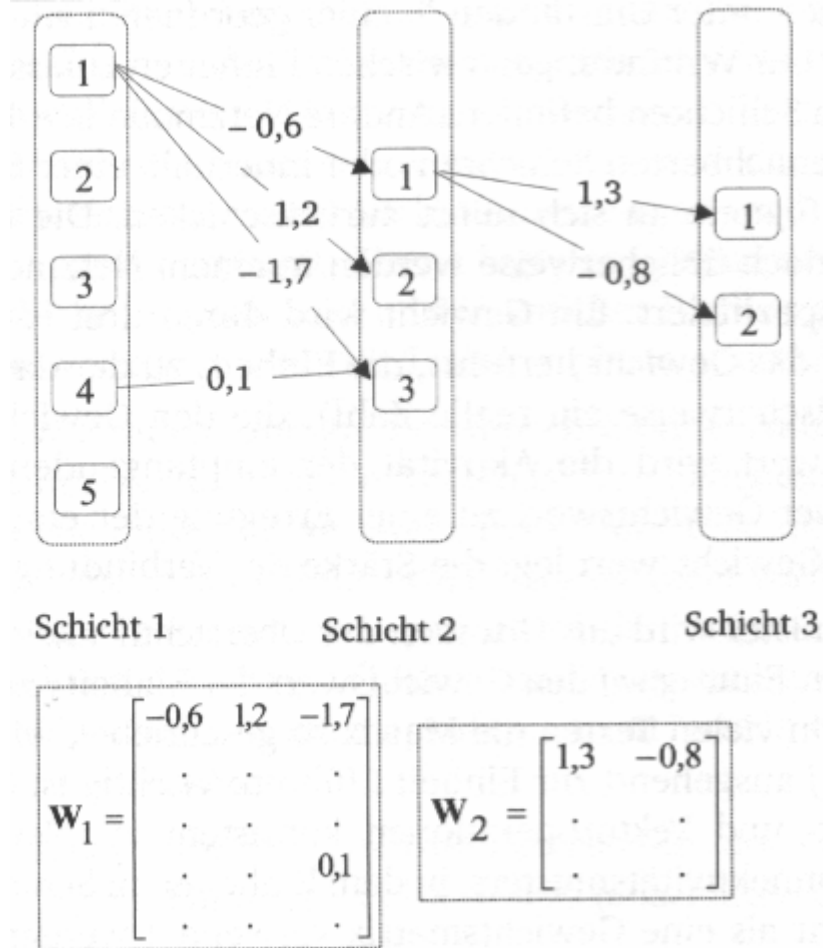 1
2
3
4
5
−0,6
1,2
−1,7
0,1
1
2
3
1,3
−0,8
1
2
Schicht 1 Schicht 2 Schicht 3
W1 =
−0,6 1,2 −1,7
. . .
. . .
. . 0,1
. . .
W2 =
1,3 −0,8
. .
. .